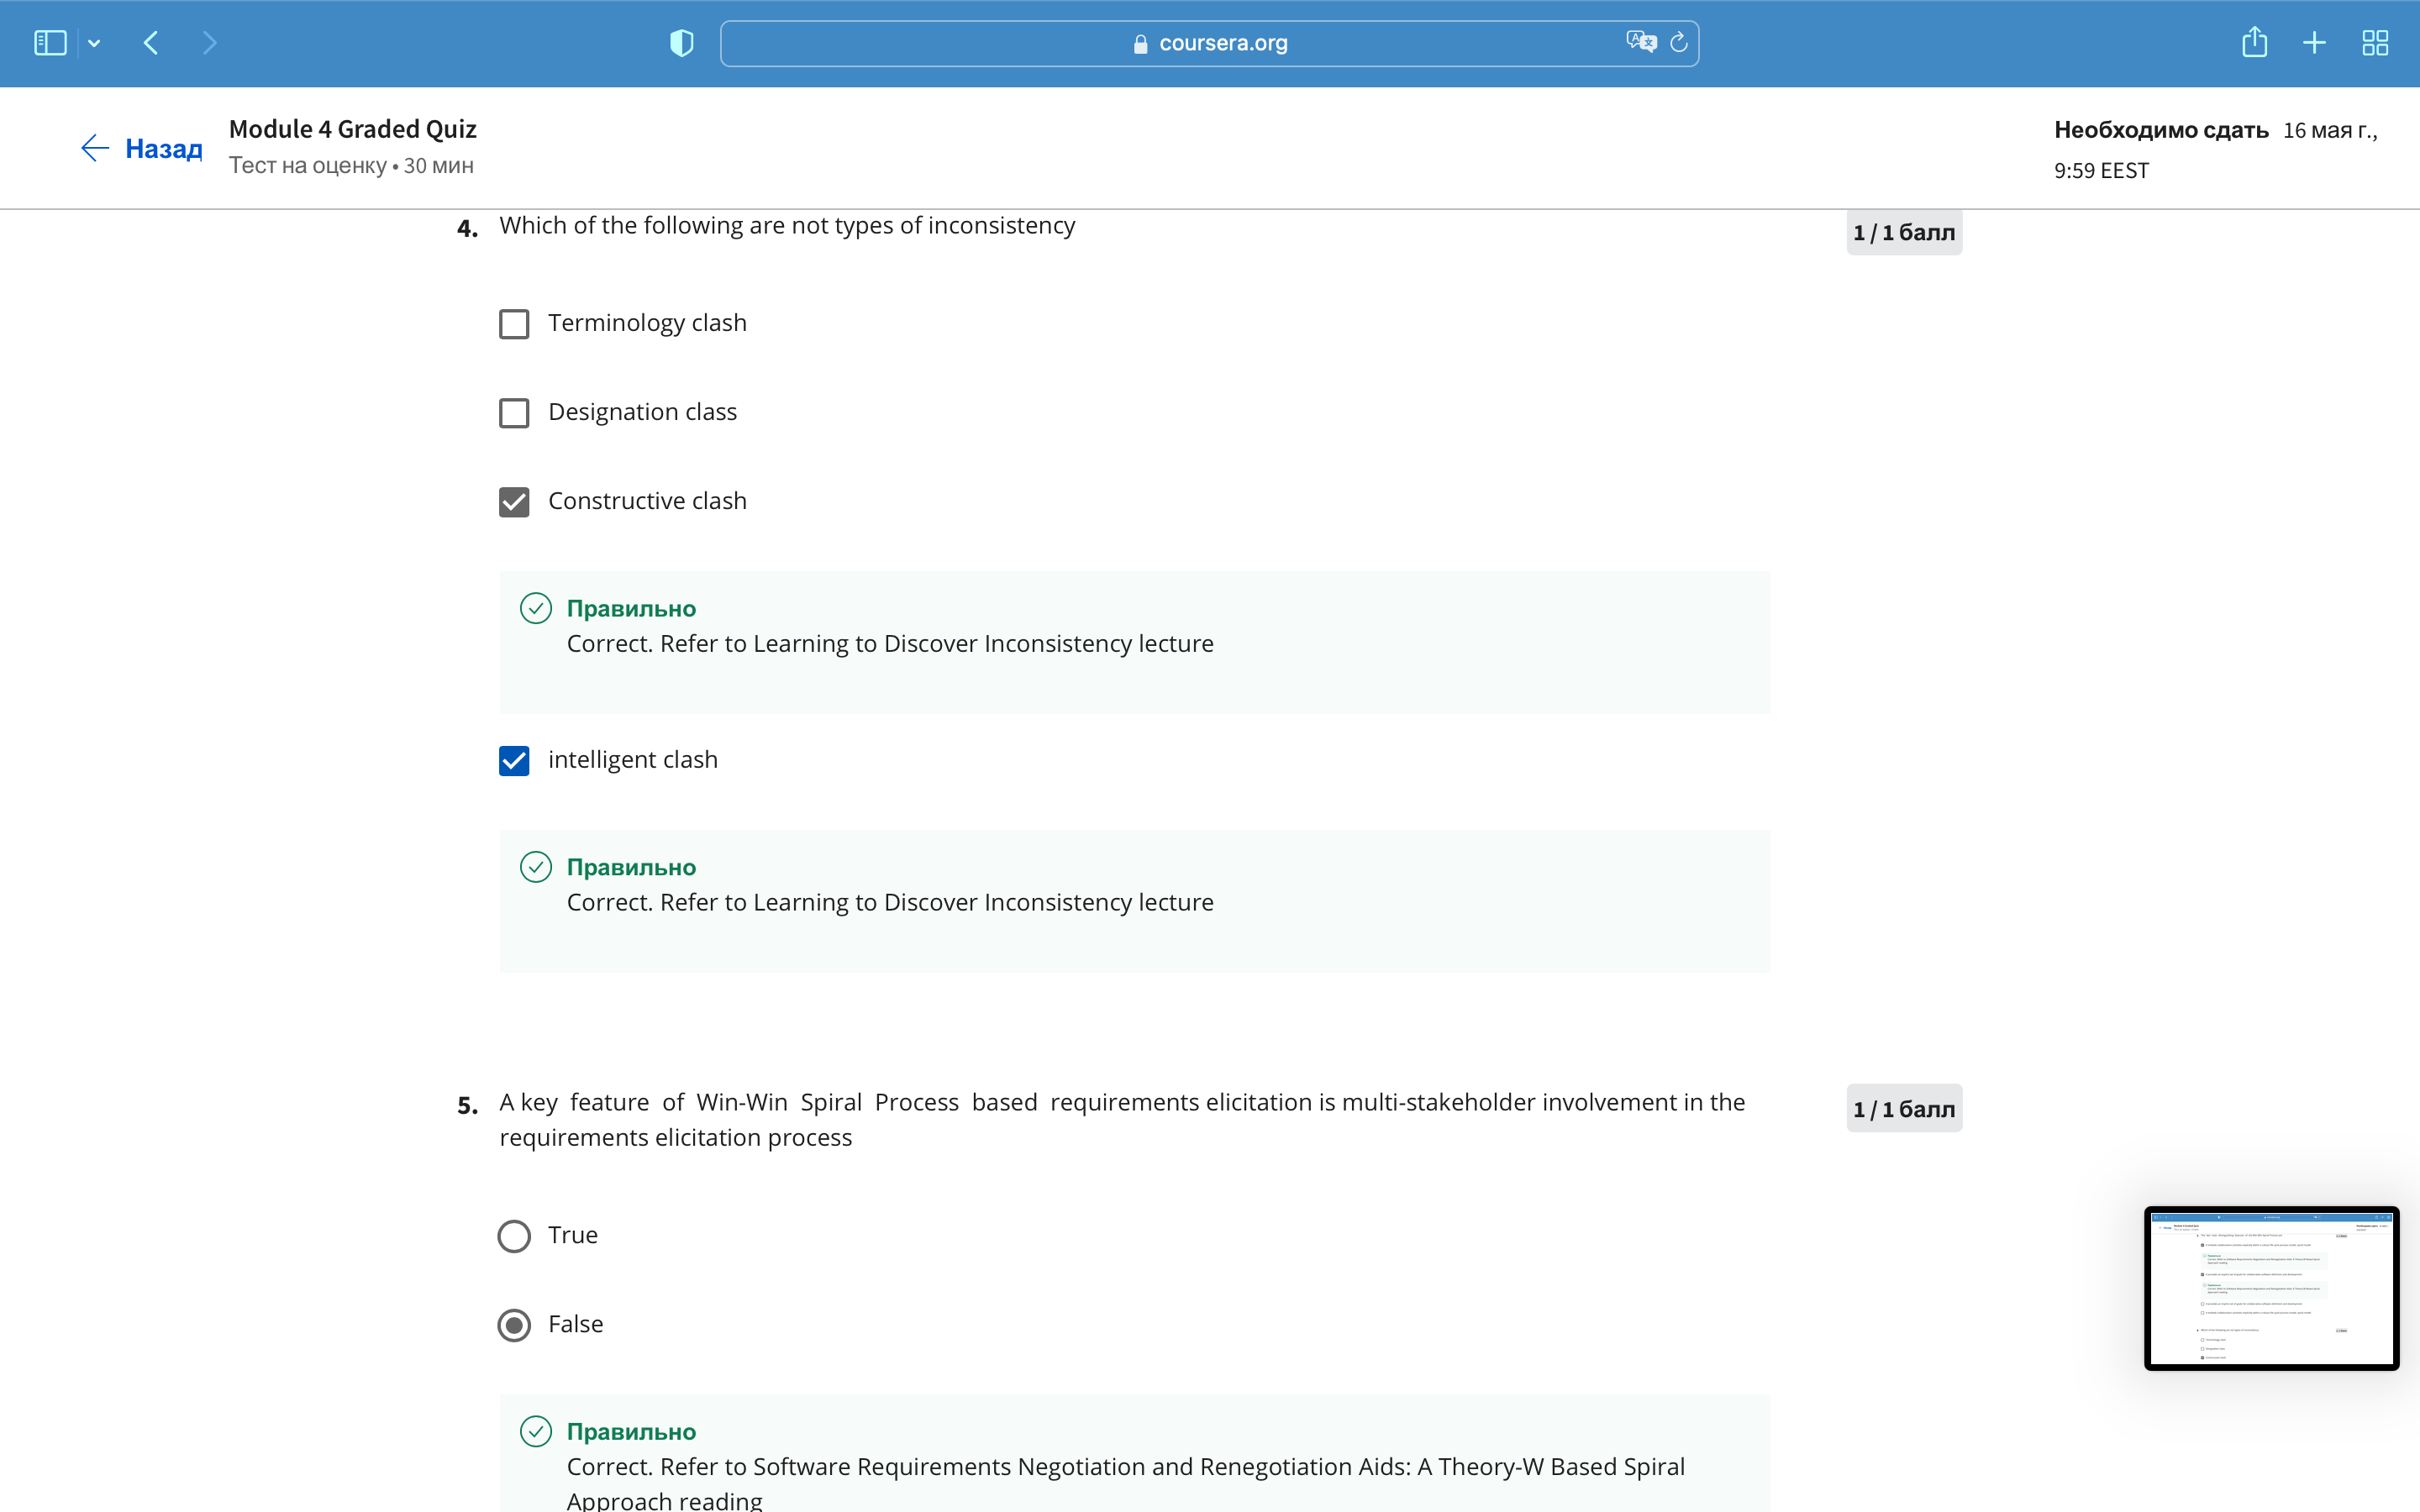 coursera.org
Назад
Module 4 Graded Quiz
Тест на оценку • 30 мин
Необходимо сдать 16 мая г.,
9:59 EEST
4. Which of the following are not types of inconsistency
1 / 1 балл
Terminology clash
Designation class
Constructive clash
Правильно
Correct. Refer to Learning to Discover Inconsistency lecture
intelligent clash
Правильно
Correct. Refer to Learning to Discover Inconsistency lecture
5. A key feature of Win-Win Spiral Process based requirements elicitation is multi-stakeholder involvement in the
requirements elicitation process
1 / 1 балл
True
False
Правильно
Correct. Refer to Software Requirements Negotiation and Renegotiation Aids: A Theory-W Based Spiral
Approach reading